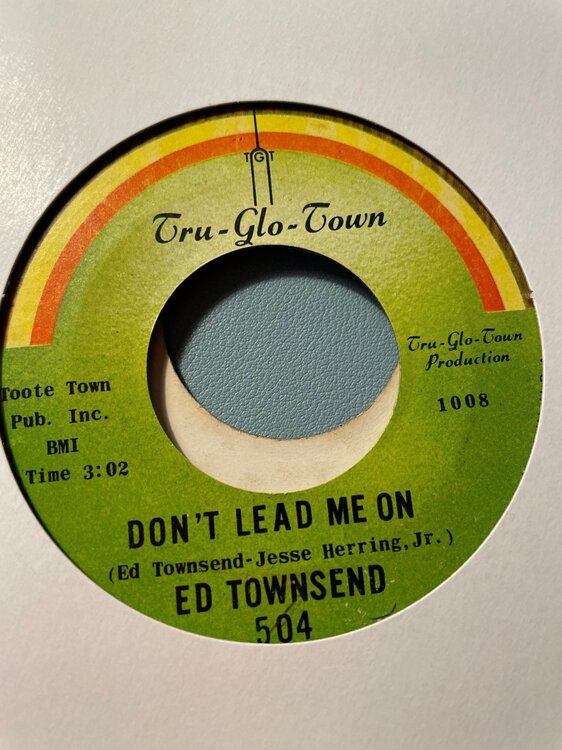 TGT
Tru-Glo-Town
Tru-Glo-Town
Production
1008
Toote Town
Pub. Inc.
BMI
Time 3:02
DON'T LEAD ME ON
(Ed Townsend-Jesse Herring, Jr.)
ED TOWNSEND
504